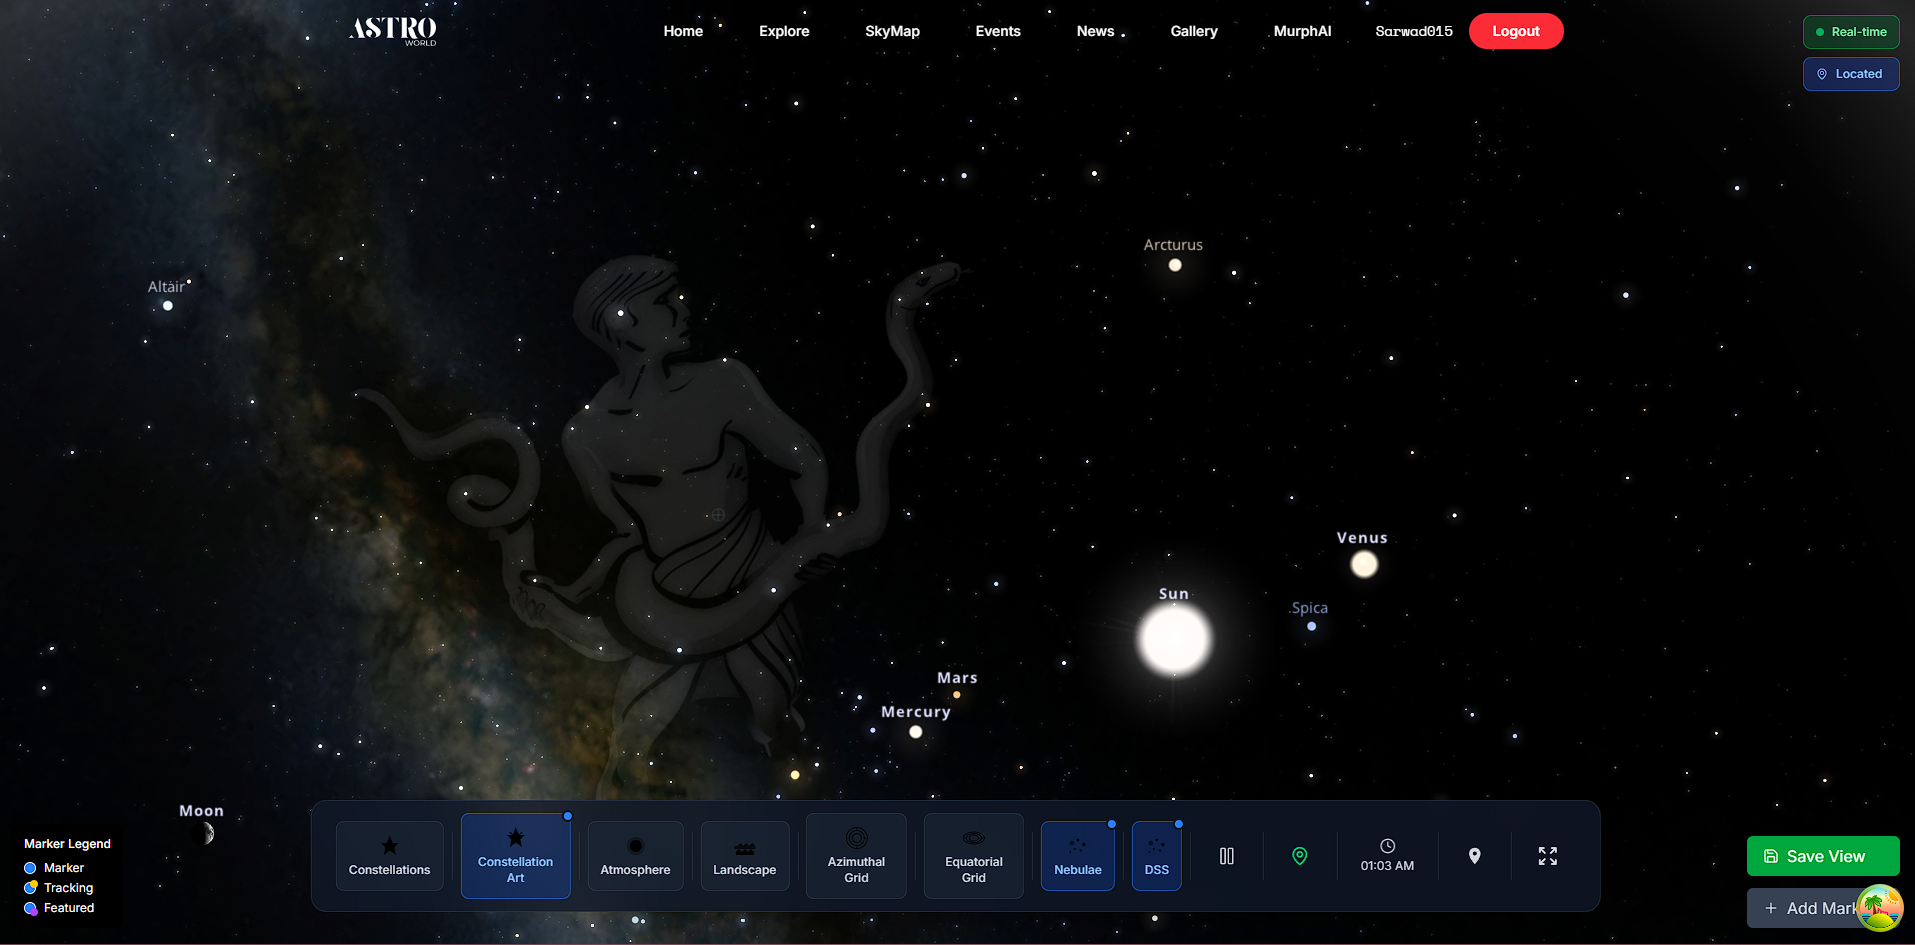 ASTRO
WORLD
Home
Explore
SkyMap
Events
News
Gallery
MurphAI
Sarwad015
Logout
Real-time
Located
Altair
Arcturus
Venus
Sun
Spica
Mars
Mercury
Moon
Marker Legend
Marker
Tracking
Featured
Constellations
Constellation
Art
Atmosphere
Landscape
Azimuthal
Grid
Equatorial
Grid
Nebulae
DSS
01:03 AM
Save View
Add Mark